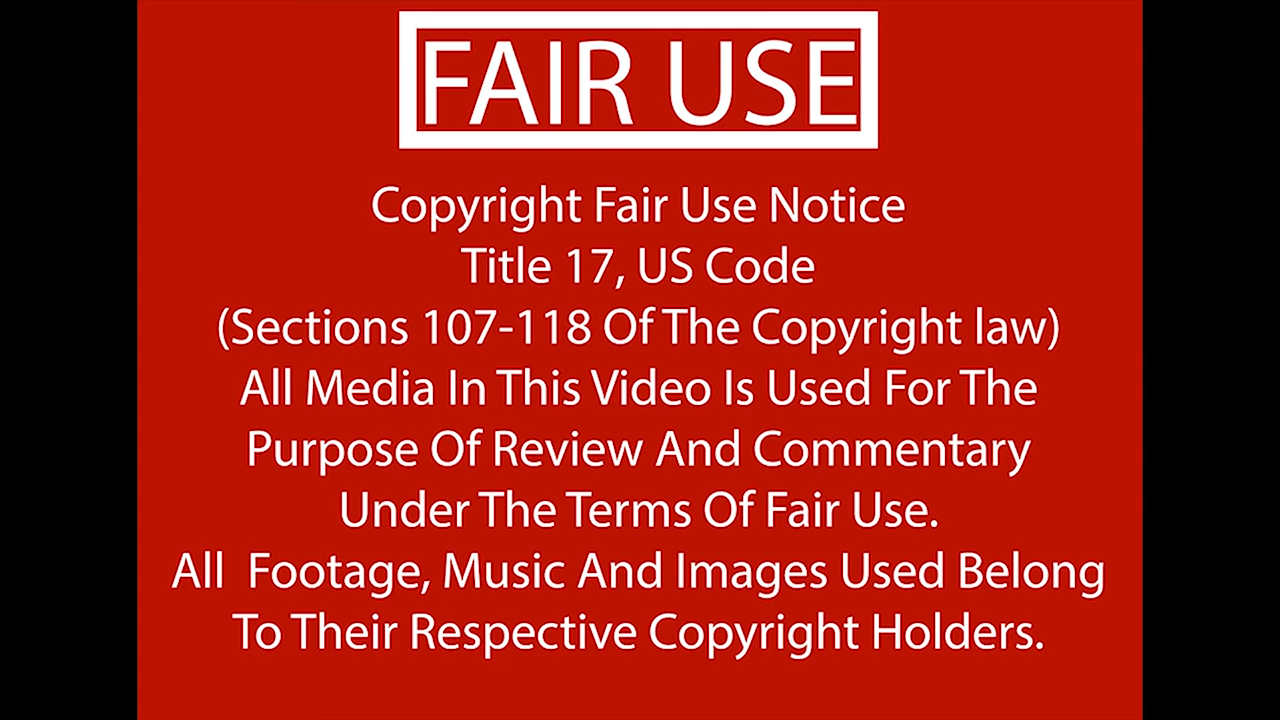 FAIR USE
Copyright Fair Use Notice
Title 17, US Code
(Sections 107-118 Of The Copyright law)
All Media In This Video Is Used For The
Purpose Of Review And Commentary
Under The Terms Of Fair Use.
All  Footage, Music And Images Used Belong
To Their Respective Copyright Holders.